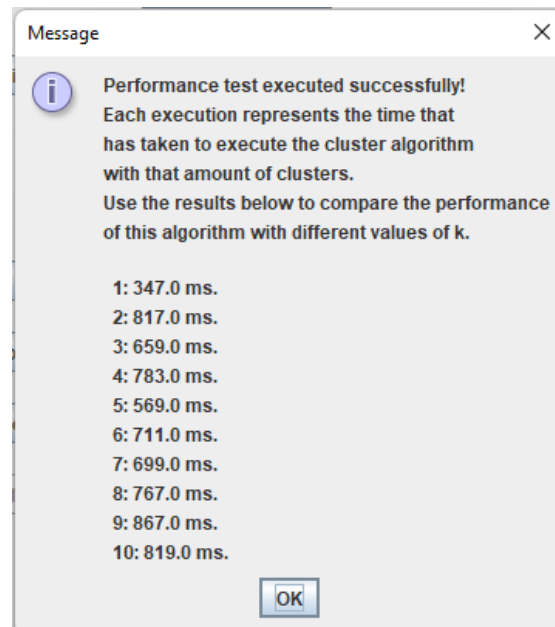 Message
Performance test executed successfully!
Each execution represents the time that
has taken to execute the cluster algorithm
with that amount of clusters.
Use the results below to compare the performance
of this algorithm with different values of k.
1: 347.0 ms.
2: 817.0 ms.
3: 659.0 ms.
4: 783.0 ms.
5: 569.0 ms.
6: 711.0 ms.
7: 699.0 ms.
8: 767.0 ms.
9: 867.0 ms.
10: 819.0 ms.
OK